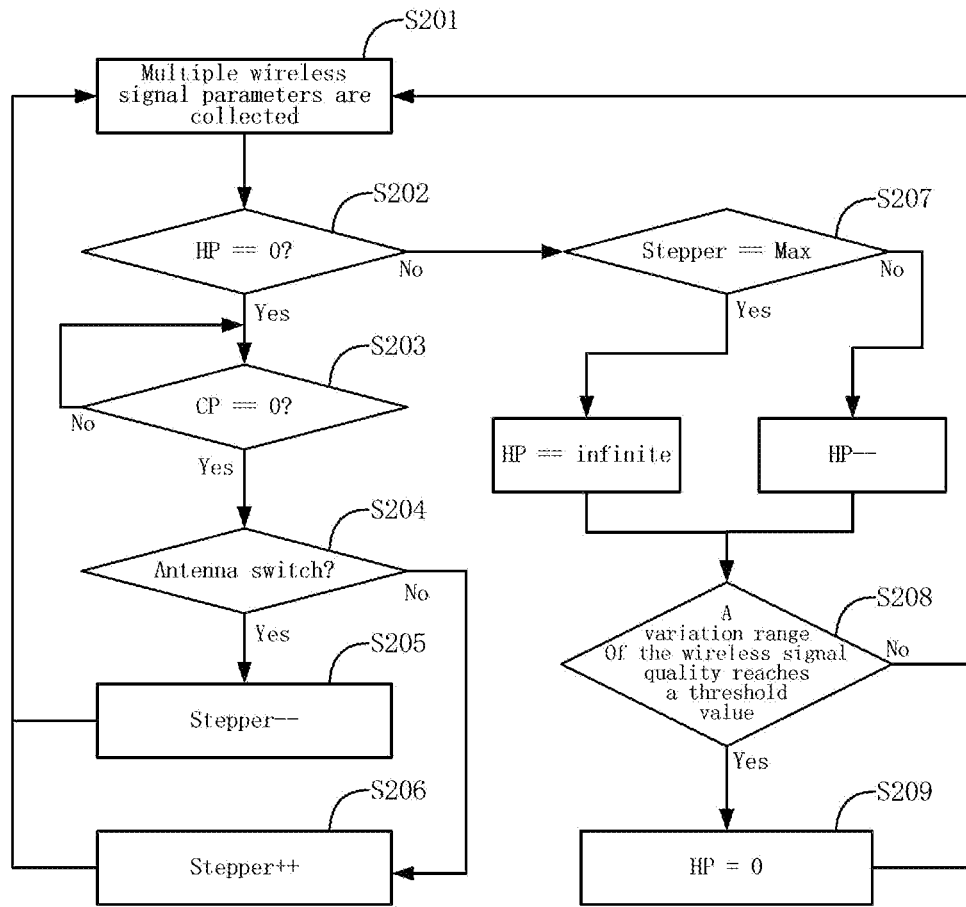 S201
Multiple wireless
signal parameters are
collected
S202
HP == 0?
No
Yes
S207
Stepper == Max
No
Yes
S203
CP == 0?
No
Yes
HP == infinite
HP--
S204
Antenna switch?
No
Yes
S205
Stepper--
S208
A
variation range
Of the wireless signal
quality reaches
a threshold
value
No
Yes
S206
Stepper++
S209
HP = 0